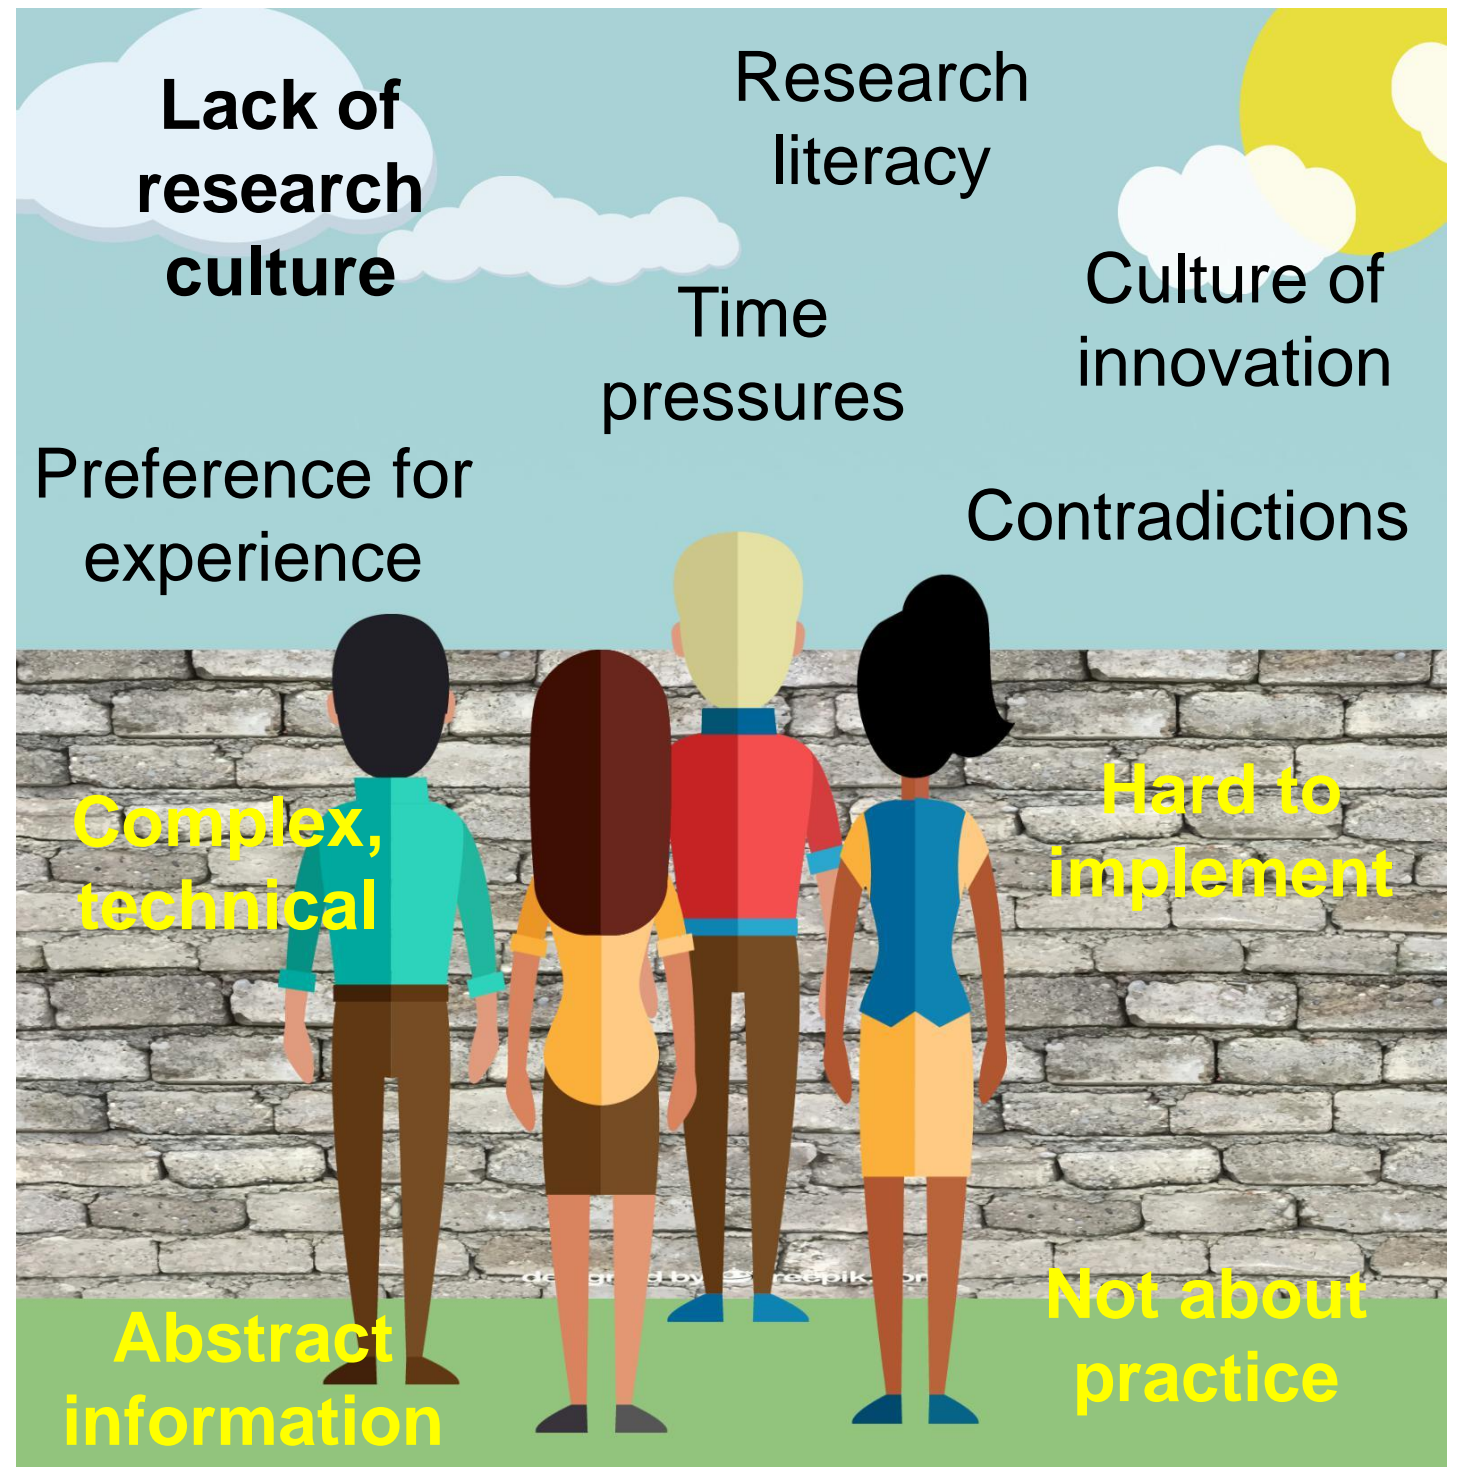 Lack of
research
culture
Research
literacy
Time
pressures
Culture of
innovation
Preference for
experience
Contradictions
Complex,
technical
Hard to
implement
Abstract
information
Not about
practice